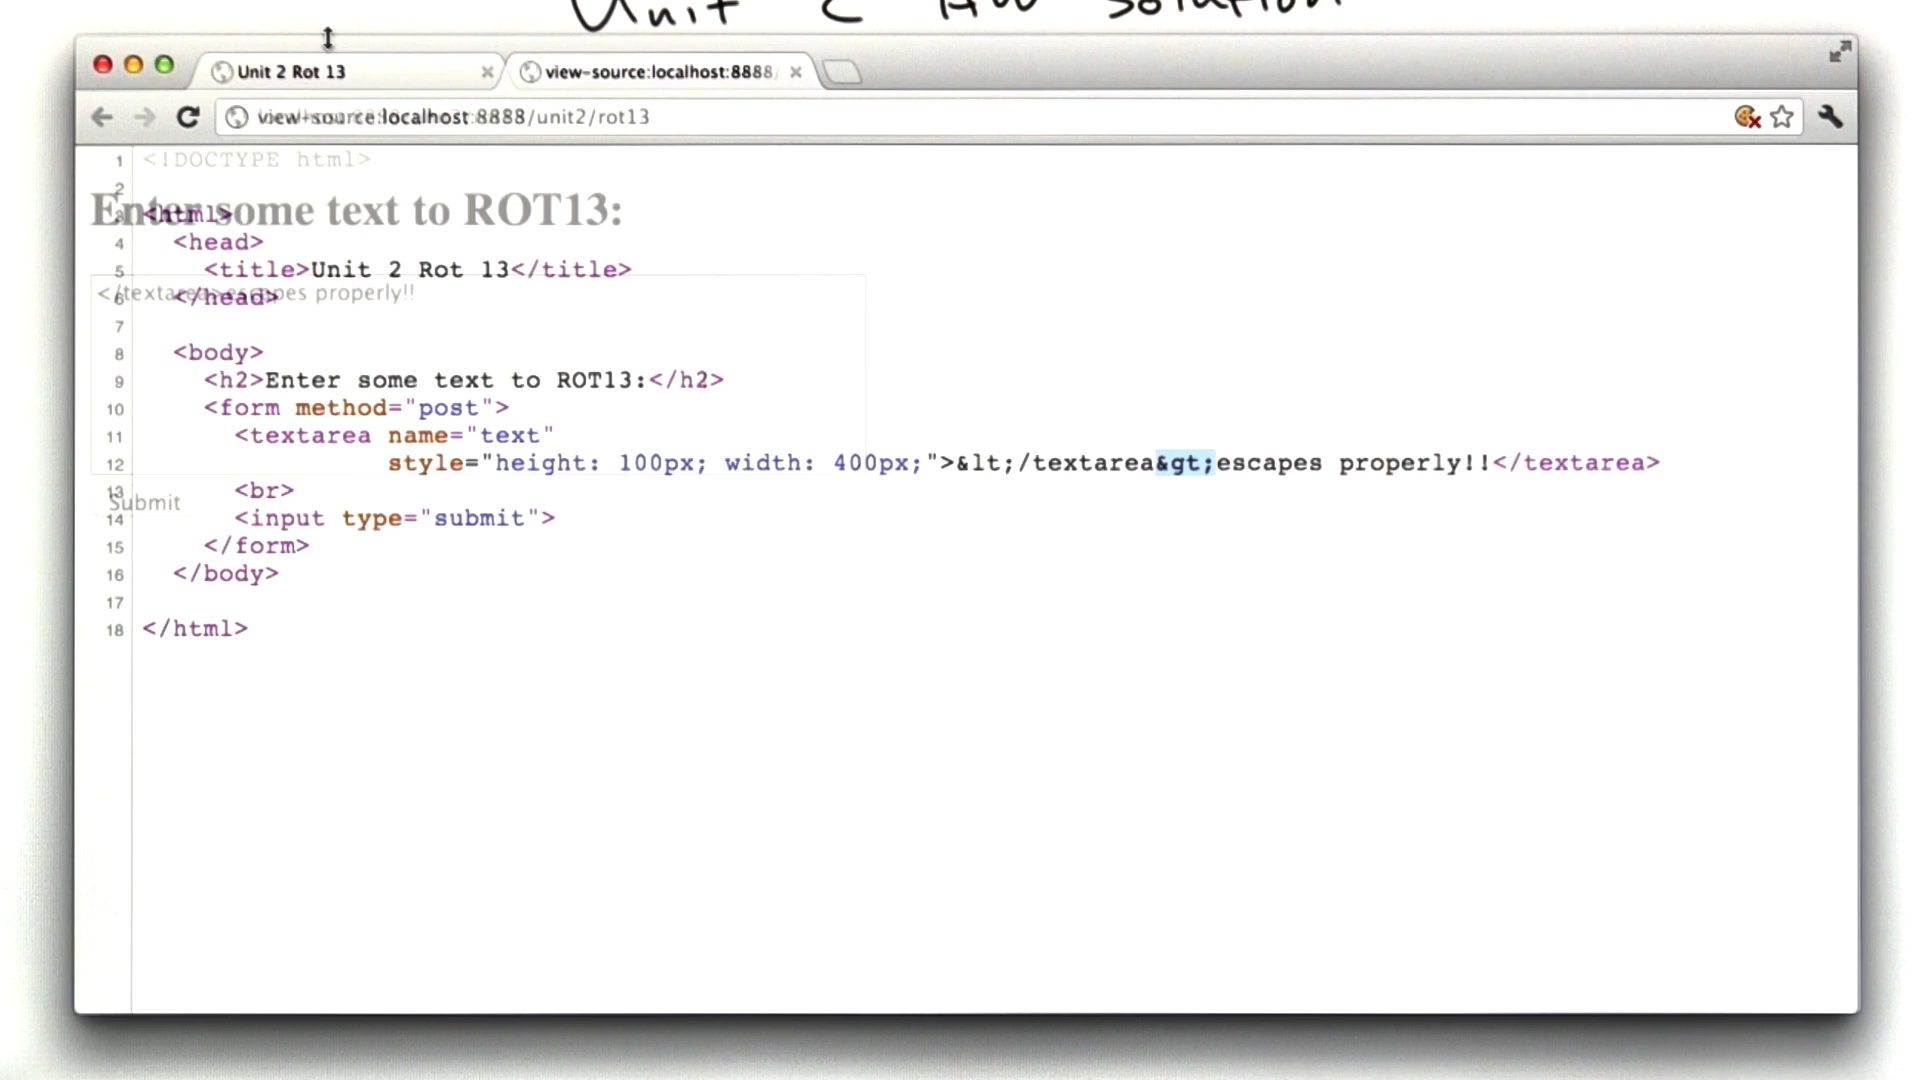 Unit 2 HW Solution
Unit 2 Rot 13
view-source:localhost:8888
view-source:localhost:8888/unit2/rot13
1 <!DOCTYPE html>
2
Enter some text to ROT13:
3 <html>
4 <head>
5 <title>Unit 2 Rot 13</title>
</textarea>escapes properly!!
6 </head>
7
8 <body>
9 <h2>Enter some text to ROT13:</h2>
10 <form method="post">
11 <textarea name="text"
12 style="height: 100px; width: 400px;">&lt;/textarea&gt;escapes properly!!</textarea>
13 <br>
Submit
14 <input type="submit">
15 </form>
16 </body>
17
18 </html>